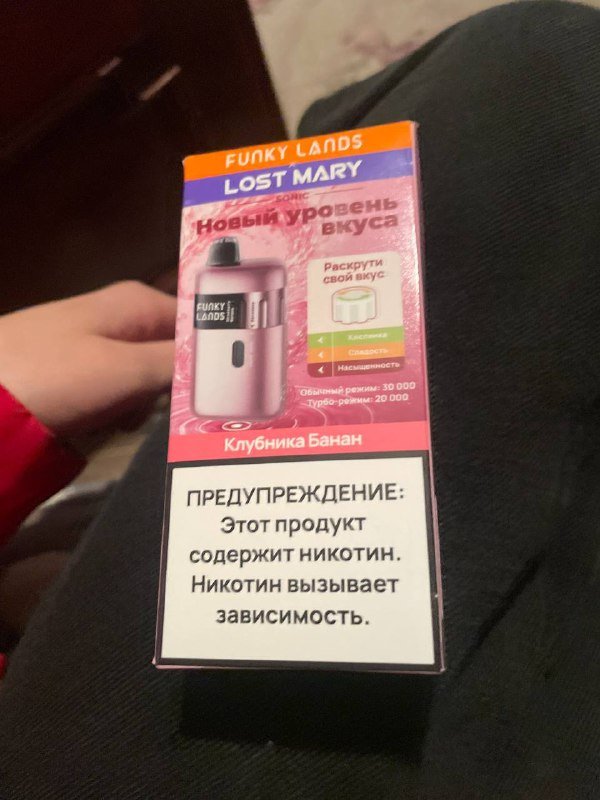 FUNKY LANDS
LOST MARY
SONIC
Новый уровень
вкуса
Раскрути
свой вкус
FUNKY
LANDS
Кислинка
Сладость
Насыщенность
Обычный режим: 30 000
Турбо-режим: 20 000
Клубника Банан
ПРЕДУПРЕЖДЕНИЕ:
Этот продукт
содержит никотин.
Никотин вызывает
зависимость.